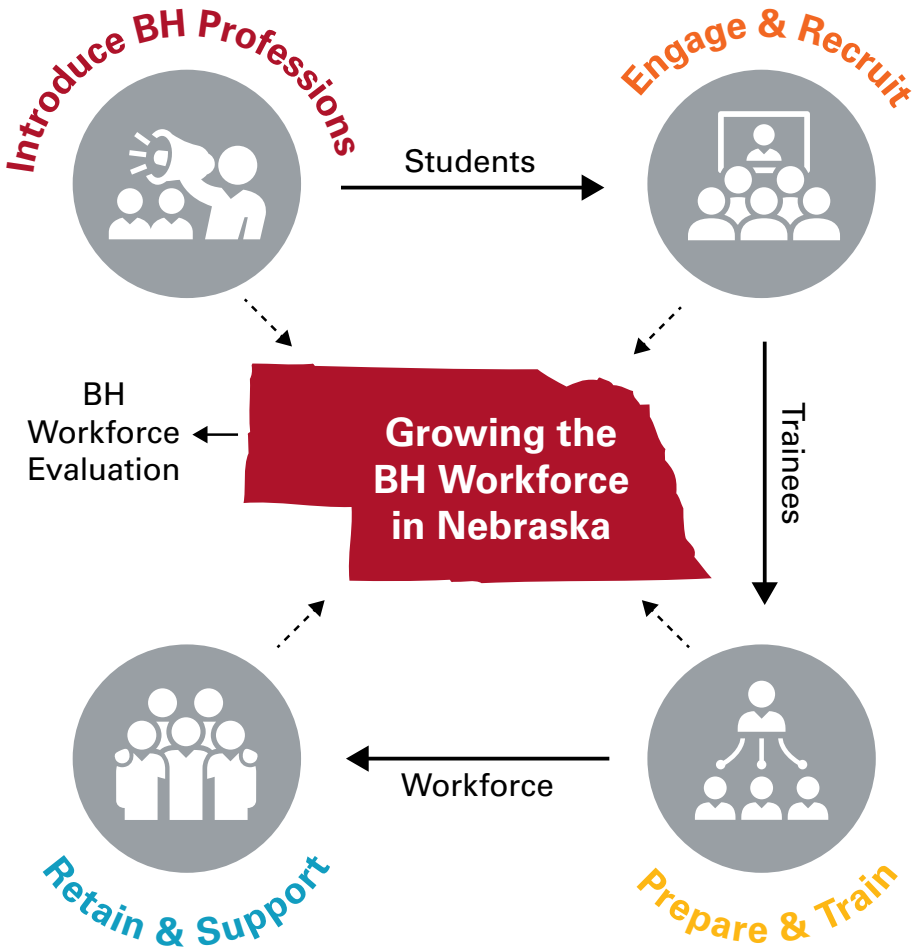 Introduce BH Professions
Engage & Recruit
Students
BH
Workforce
Evaluation
Growing the
BH Workforce
in Nebraska
Trainees
Workforce
Retain & Support
Prepare & Train